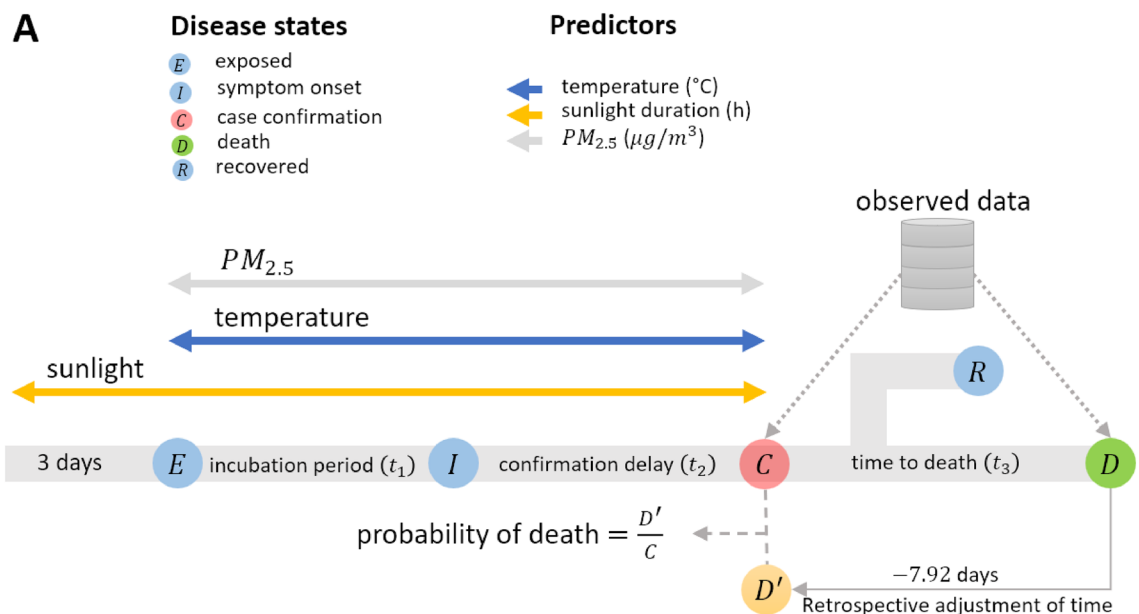 A
Disease states
E exposed
I symptom onset
C case confirmation
D death
R recovered
Predictors
temperature (°C)
sunlight duration (h)
PM₂.₅ (μg/m³)
observed data
PM₂.₅
temperature
sunlight
R
3 days E incubation period (t₁) I confirmation delay (t₂) C time to death (t₃) D
probability of death = D′/C
D′
−7.92 days
Retrospective adjustment of time